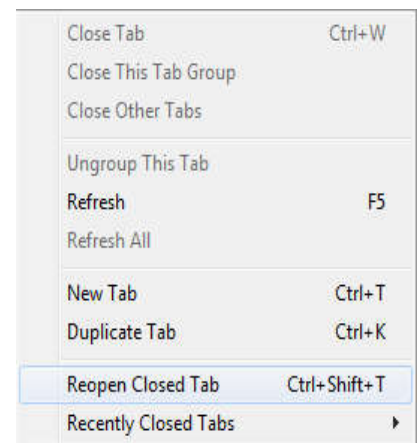 Close Tab Ctrl+W
Close This Tab Group
Close Other Tabs
Ungroup This Tab
Refresh F5
Refresh All
New Tab Ctrl+T
Duplicate Tab Ctrl+K
Reopen Closed Tab Ctrl+Shift+T
Recently Closed Tabs